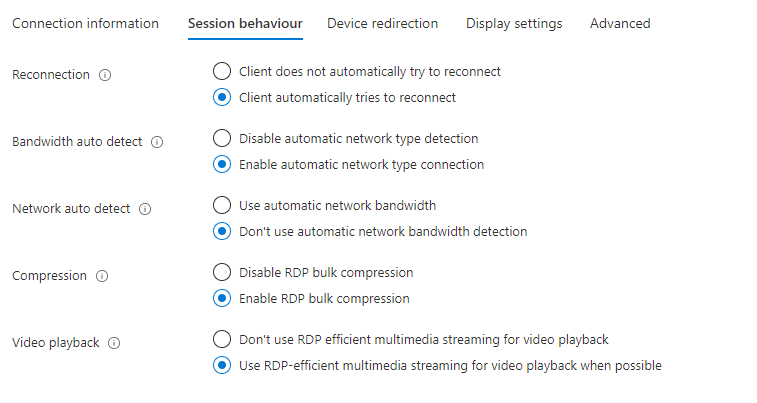 Connection information Session behaviour Device redirection Display settings Advanced
Reconnection Client does not automatically try to reconnect
Client automatically tries to reconnect
Bandwidth auto detect Disable automatic network type detection
Enable automatic network type connection
Network auto detect Use automatic network bandwidth
Don't use automatic network bandwidth detection
Compression Disable RDP bulk compression
Enable RDP bulk compression
Video playback Don't use RDP efficient multimedia streaming for video playback
Use RDP-efficient multimedia streaming for video playback when possible